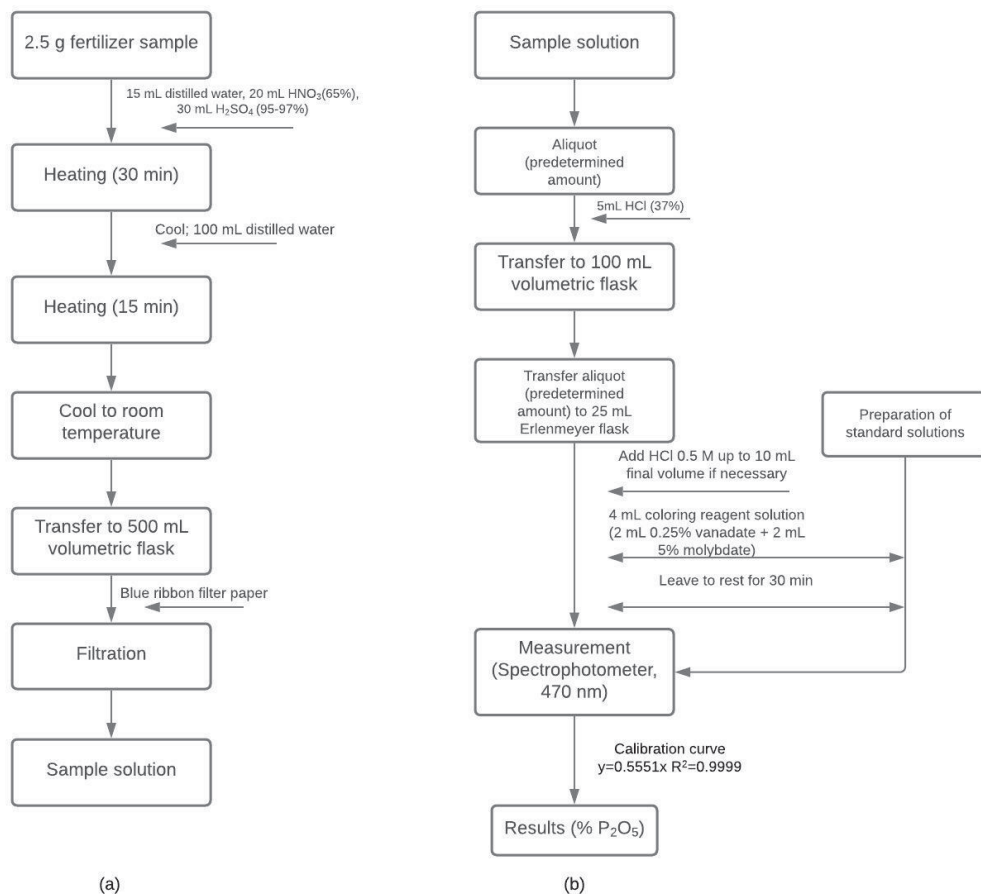 2.5 g fertilizer sample
15 mL distilled water, 20 mL HNO₃(65%),
30 mL H₂SO₄ (95-97%)
Heating (30 min)
Cool; 100 mL distilled water
Heating (15 min)
Cool to room
temperature
Transfer to 500 mL
volumetric flask
Blue ribbon filter paper
Filtration
Sample solution
(a)
Sample solution
Aliquot
(predetermined
amount)
5mL HCl (37%)
Transfer to 100 mL
volumetric flask
Transfer aliquot
(predetermined
amount) to 25 mL
Erlenmeyer flask
Preparation of
standard solutions
Add HCl 0.5 M up to 10 mL
final volume if necessary
4 mL coloring reagent solution
(2 mL 0.25% vanadate + 2 mL
5% molybdate)
Leave to rest for 30 min
Measurement
(Spectrophotometer,
470 nm)
Calibration curve
y=0.5551x R²=0.9999
Results (% P₂O₅)
(b)